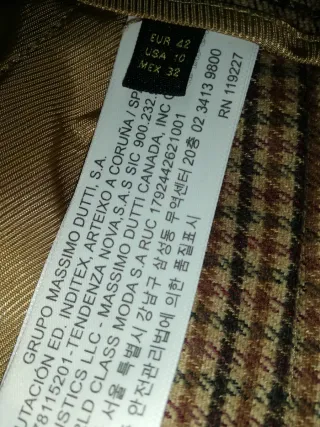 EUR 42
USA 10
MEX 32
GRUPO MASSIMO DUTTI, S.A.
DIPUTACIÓN ED. INDITEX. ARTEIXO A CORUÑA / SP
78115201 - TENDENZA NOVA,S.A.S SIC 900.232.
ISTICS LLC - MASSIMO DUTTI CANADA, INC
LD CLASS MODA S.A RUC 1792442621001
서울 특별시 강남구 삼성동 무역센터 20층 02 3413 9800
안전관리법에 의한 품질표시
RN 119227